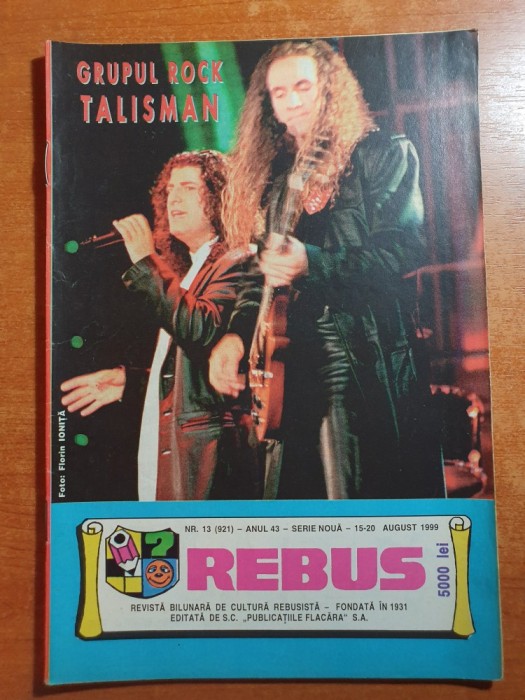 GRUPUL ROCK
TALISMAN
Foto: Florin IONIȚĂ
NR. 13 (921) – ANUL 43 – SERIE NOUĂ – 15-20 AUGUST 1999
?
REBUS
5000 lei
REVISTĂ BILUNARĂ DE CULTURĂ REBUSISTĂ – FONDATĂ ÎN 1931
EDITATĂ DE S.C. „PUBLICAȚIILE FLACĂRA” S.A.